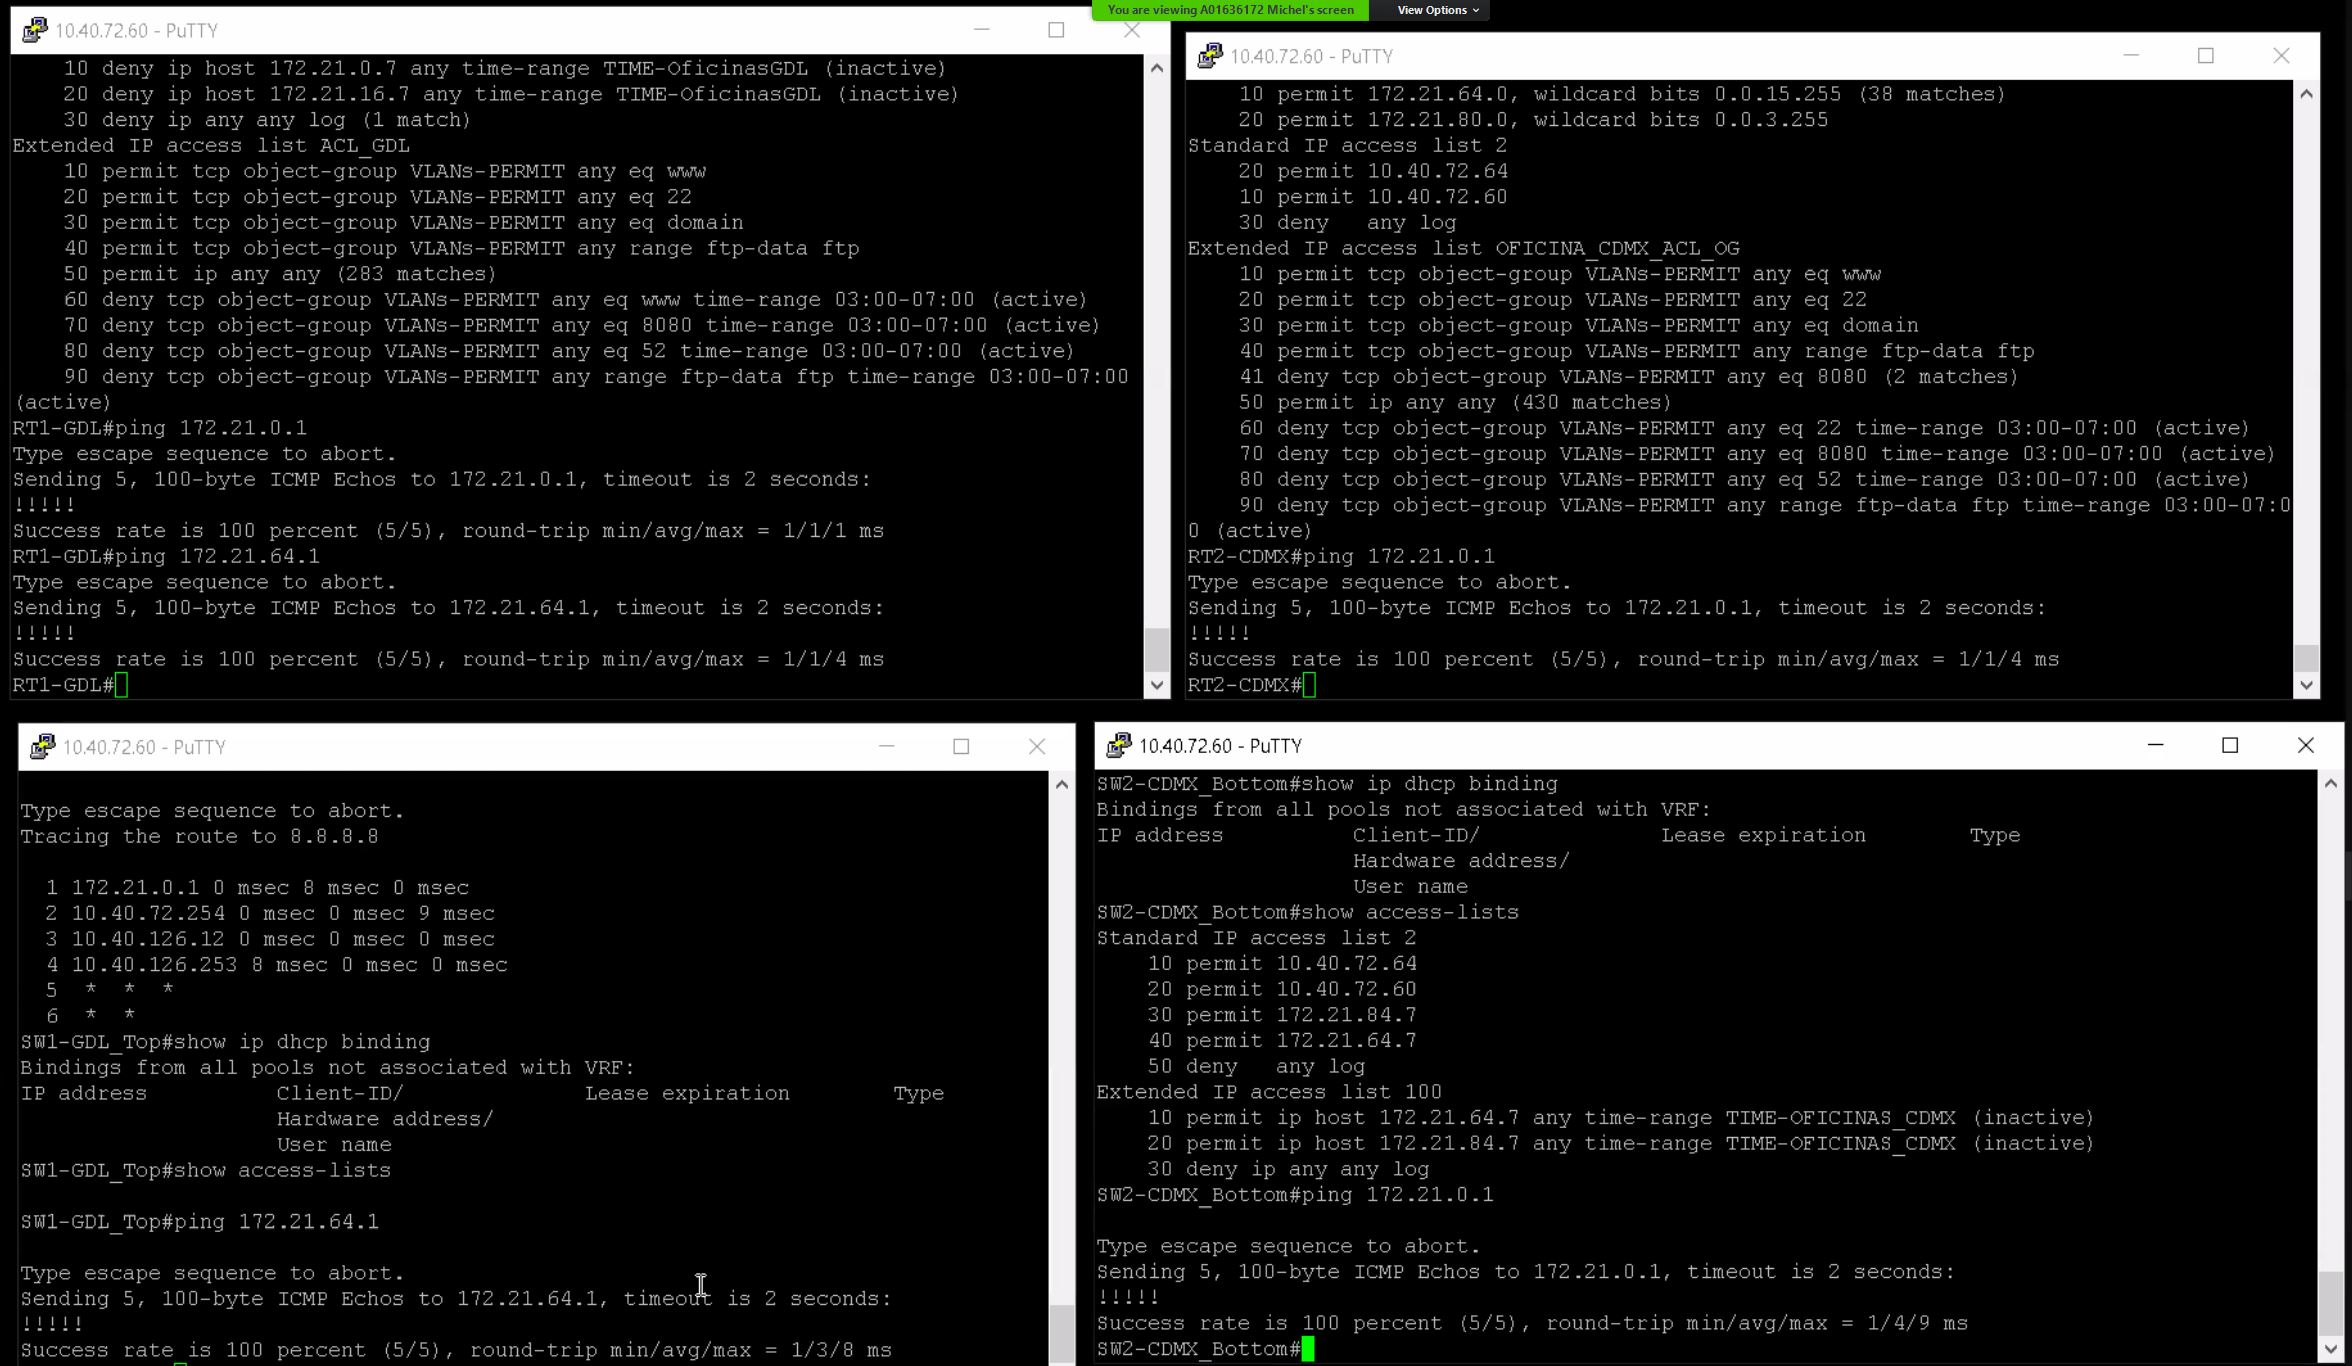 You are viewing A01636172 Michel's screen
View Options
10.40.72.60 - PuTTY
    10 deny ip host 172.21.0.7 any time-range TIME-OficinasGDL (inactive)
    20 deny ip host 172.21.16.7 any time-range TIME-OficinasGDL (inactive)
    30 deny ip any any log (1 match)
Extended IP access list ACL_GDL
    10 permit tcp object-group VLANs-PERMIT any eq www
    20 permit tcp object-group VLANs-PERMIT any eq 22
    30 permit tcp object-group VLANs-PERMIT any eq domain
    40 permit tcp object-group VLANs-PERMIT any range ftp-data ftp
    50 permit ip any any (283 matches)
    60 deny tcp object-group VLANs-PERMIT any eq www time-range 03:00-07:00 (active)
    70 deny tcp object-group VLANs-PERMIT any eq 8080 time-range 03:00-07:00 (active)
    80 deny tcp object-group VLANs-PERMIT any eq 52 time-range 03:00-07:00 (active)
    90 deny tcp object-group VLANs-PERMIT any range ftp-data ftp time-range 03:00-07:00
(active)
RT1-GDL#ping 172.21.0.1
Type escape sequence to abort.
Sending 5, 100-byte ICMP Echos to 172.21.0.1, timeout is 2 seconds:
!!!!!
Success rate is 100 percent (5/5), round-trip min/avg/max = 1/1/1 ms
RT1-GDL#ping 172.21.64.1
Type escape sequence to abort.
Sending 5, 100-byte ICMP Echos to 172.21.64.1, timeout is 2 seconds:
!!!!!
Success rate is 100 percent (5/5), round-trip min/avg/max = 1/1/4 ms
RT1-GDL#
10.40.72.60 - PuTTY
    10 permit 172.21.64.0, wildcard bits 0.0.15.255 (38 matches)
    20 permit 172.21.80.0, wildcard bits 0.0.3.255
Standard IP access list 2
    20 permit 10.40.72.64
    10 permit 10.40.72.60
    30 deny   any log
Extended IP access list OFICINA_CDMX_ACL_OG
    10 permit tcp object-group VLANs-PERMIT any eq www
    20 permit tcp object-group VLANs-PERMIT any eq 22
    30 permit tcp object-group VLANs-PERMIT any eq domain
    40 permit tcp object-group VLANs-PERMIT any range ftp-data ftp
    41 deny tcp object-group VLANs-PERMIT any eq 8080 (2 matches)
    50 permit ip any any (430 matches)
    60 deny tcp object-group VLANs-PERMIT any eq 22 time-range 03:00-07:00 (active)
    70 deny tcp object-group VLANs-PERMIT any eq 8080 time-range 03:00-07:00 (active)
    80 deny tcp object-group VLANs-PERMIT any eq 52 time-range 03:00-07:00 (active)
    90 deny tcp object-group VLANs-PERMIT any range ftp-data ftp time-range 03:00-07:0
0 (active)
RT2-CDMX#ping 172.21.0.1
Type escape sequence to abort.
Sending 5, 100-byte ICMP Echos to 172.21.0.1, timeout is 2 seconds:
!!!!!
Success rate is 100 percent (5/5), round-trip min/avg/max = 1/1/4 ms
RT2-CDMX#
10.40.72.60 - PuTTY
Type escape sequence to abort.
Tracing the route to 8.8.8.8
  1 172.21.0.1 0 msec 8 msec 0 msec
  2 10.40.72.254 0 msec 0 msec 9 msec
  3 10.40.126.12 0 msec 0 msec 0 msec
  4 10.40.126.253 8 msec 0 msec 0 msec
  5  *  *  *
  6  *  *
SW1-GDL_Top#show ip dhcp binding
Bindings from all pools not associated with VRF:
IP address          Client-ID/              Lease expiration        Type
                    Hardware address/
                    User name
SW1-GDL_Top#show access-lists
SW1-GDL_Top#ping 172.21.64.1
Type escape sequence to abort.
Sending 5, 100-byte ICMP Echos to 172.21.64.1, timeout is 2 seconds:
!!!!!
Success rate is 100 percent (5/5), round-trip min/avg/max = 1/3/8 ms
10.40.72.60 - PuTTY
SW2-CDMX_Bottom#show ip dhcp binding
Bindings from all pools not associated with VRF:
IP address          Client-ID/              Lease expiration        Type
                    Hardware address/
                    User name
SW2-CDMX_Bottom#show access-lists
Standard IP access list 2
    10 permit 10.40.72.64
    20 permit 10.40.72.60
    30 permit 172.21.84.7
    40 permit 172.21.64.7
    50 deny   any log
Extended IP access list 100
    10 permit ip host 172.21.64.7 any time-range TIME-OFICINAS_CDMX (inactive)
    20 permit ip host 172.21.84.7 any time-range TIME-OFICINAS_CDMX (inactive)
    30 deny ip any any log
SW2-CDMX_Bottom#ping 172.21.0.1
Type escape sequence to abort.
Sending 5, 100-byte ICMP Echos to 172.21.0.1, timeout is 2 seconds:
!!!!!
Success rate is 100 percent (5/5), round-trip min/avg/max = 1/4/9 ms
SW2-CDMX_Bottom#